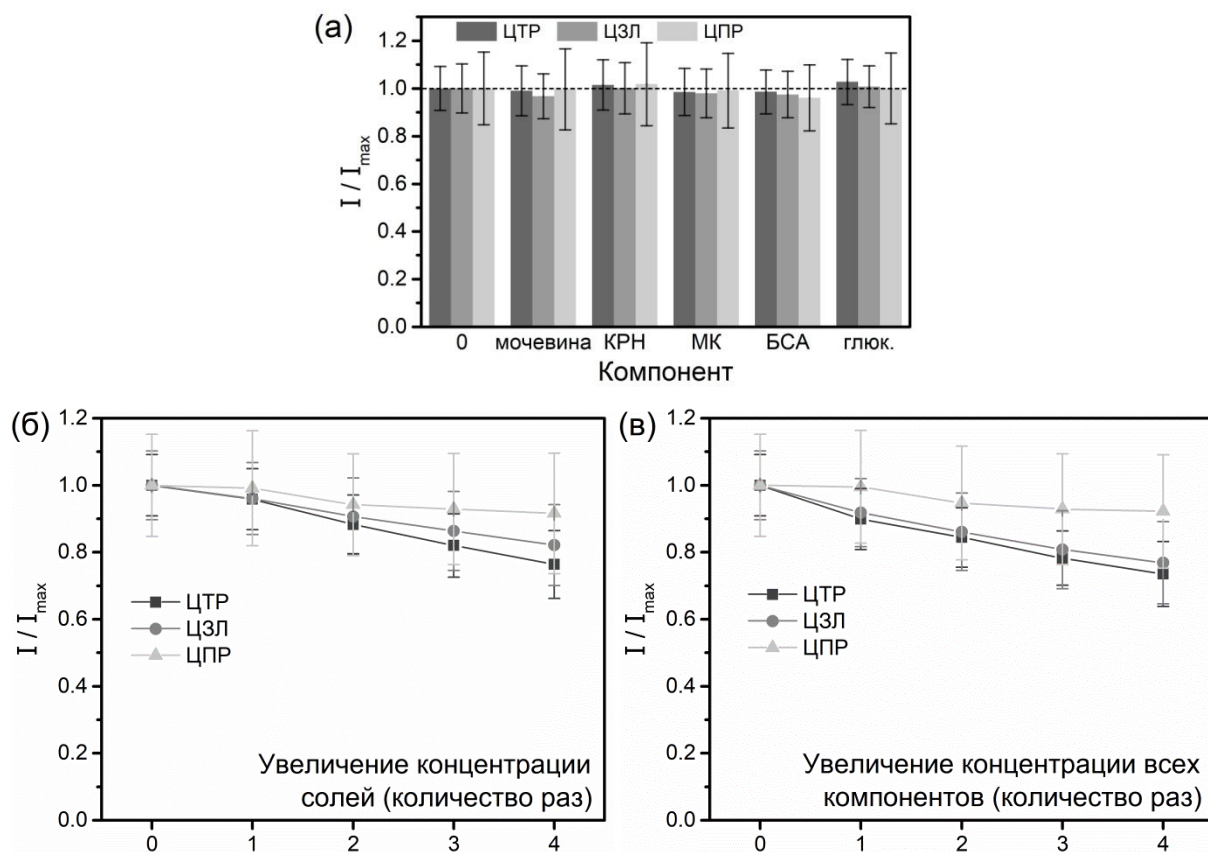 (а)
ЦТР ЦЗЛ ЦПР
1.2
1.0
0.8
0.6
0.4
0.2
0.0
I / Imax
0 мочевина КРН МК БСА глюк.
Компонент
(б)
1.2
1.0
0.8
0.6
0.4
0.2
0.0
I / Imax
ЦТР
ЦЗЛ
ЦПР
Увеличение концентрации
солей (количество раз)
0 1 2 3 4
(в)
1.2
1.0
0.8
0.6
0.4
0.2
0.0
I / Imax
ЦТР
ЦЗЛ
ЦПР
Увеличение концентрации всех
компонентов (количество раз)
0 1 2 3 4